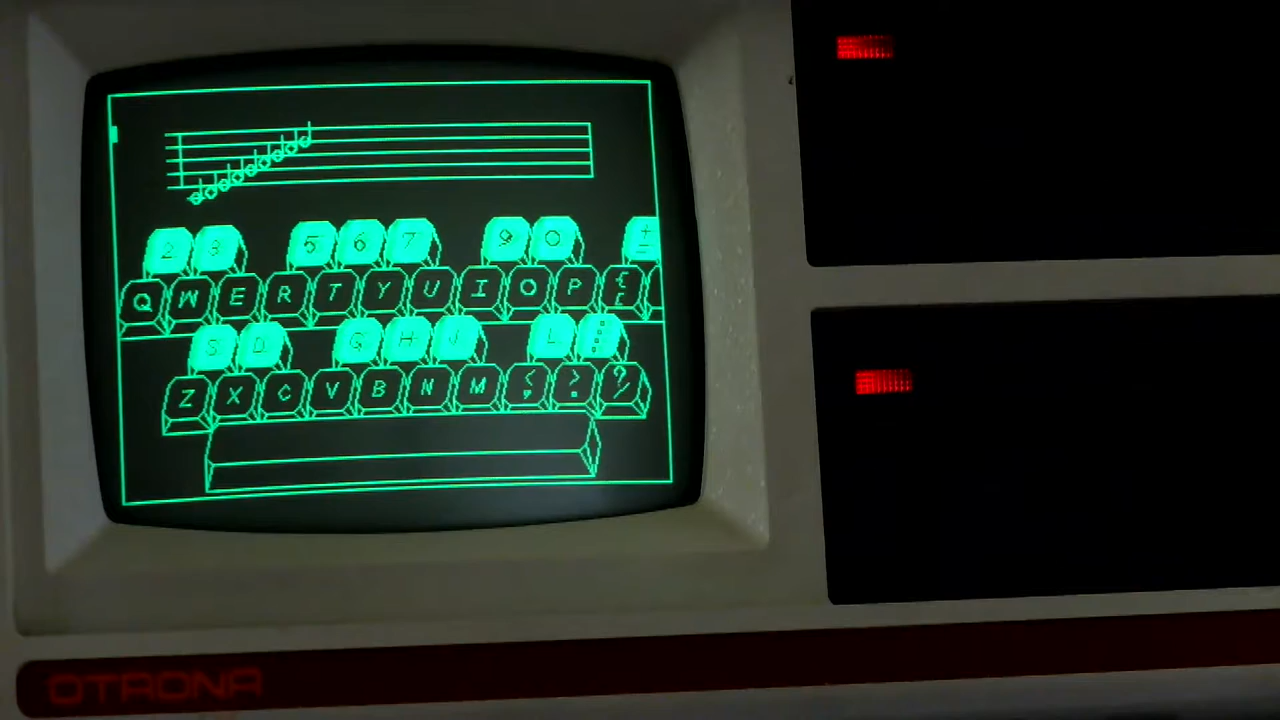 2 3 5 6 7 9 0 + -
Q W E R T Y U I O P { [
S D G H J L : ;
Z X C V B N M < , > . ? /
OTRONA